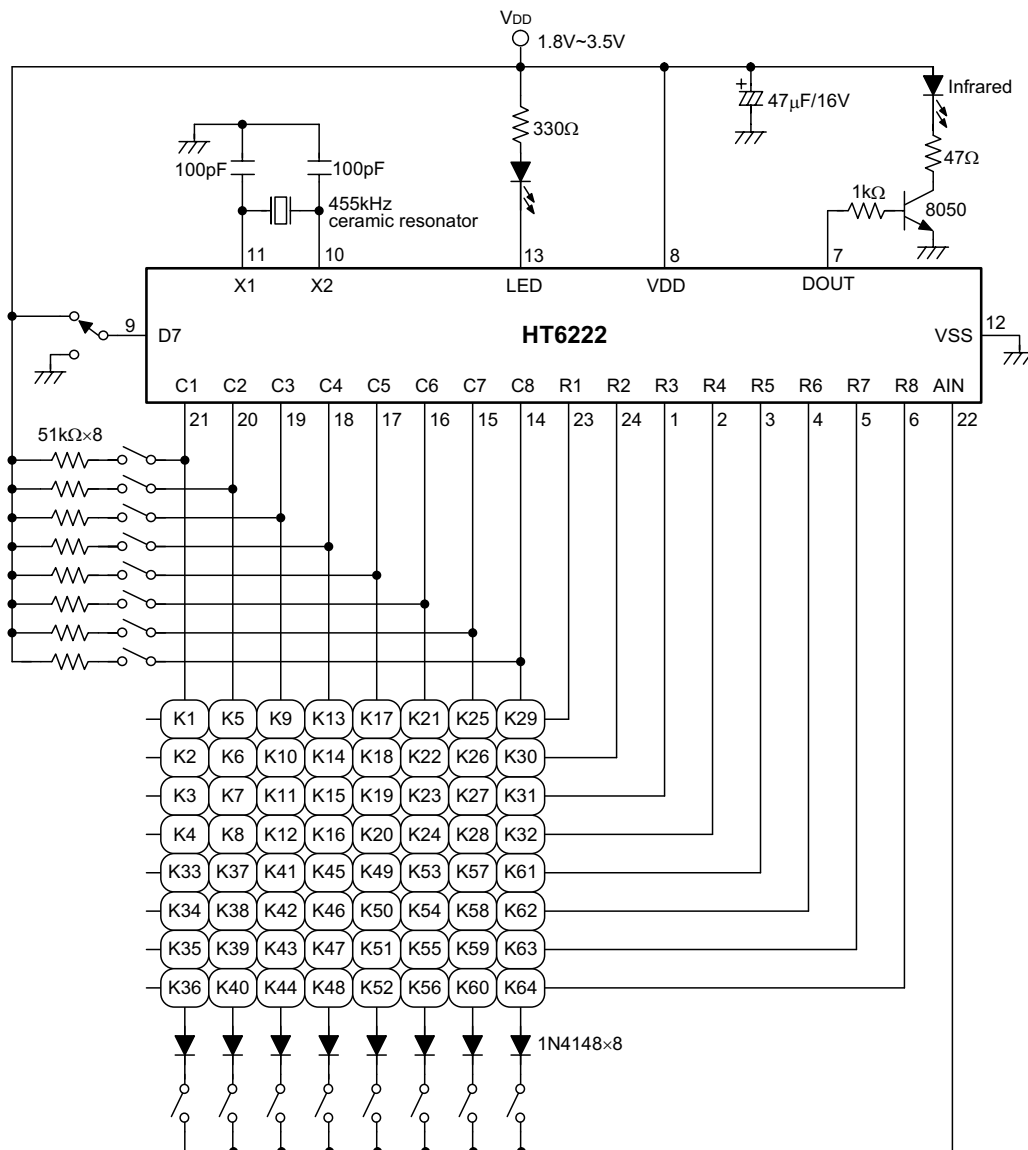 VDD
1.8V~3.5V
Infrared
47µF/16V
330Ω
47Ω
100pF 100pF
1kΩ
8050
455kHz
ceramic resonator
11 10 13 8 7
X1 X2 LED VDD DOUT
9 D7 HT6222 VSS 12
C1 C2 C3 C4 C5 C6 C7 C8 R1 R2 R3 R4 R5 R6 R7 R8 AIN
21 20 19 18 17 16 15 14 23 24 1 2 3 4 5 6 22
51kΩ×8
K1 K5 K9 K13 K17 K21 K25 K29
K2 K6 K10 K14 K18 K22 K26 K30
K3 K7 K11 K15 K19 K23 K27 K31
K4 K8 K12 K16 K20 K24 K28 K32
K33 K37 K41 K45 K49 K53 K57 K61
K34 K38 K42 K46 K50 K54 K58 K62
K35 K39 K43 K47 K51 K55 K59 K63
K36 K40 K44 K48 K52 K56 K60 K64
1N4148×8